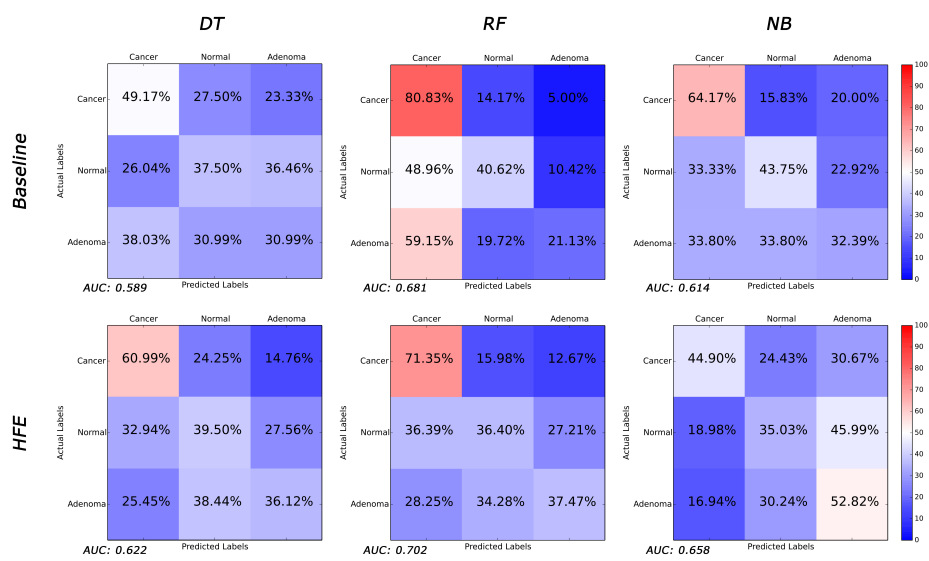 DT RF NB
Baseline
Cancer Normal Adenoma
Cancer 49.17% 27.50% 23.33%
Normal 26.04% 37.50% 36.46%
Adenoma 38.03% 30.99% 30.99%
Actual Labels
Predicted Labels
AUC: 0.589
Cancer Normal Adenoma
Cancer 80.83% 14.17% 5.00%
Normal 48.96% 40.62% 10.42%
Adenoma 59.15% 19.72% 21.13%
Actual Labels
Predicted Labels
AUC: 0.681
Cancer Normal Adenoma
Cancer 64.17% 15.83% 20.00%
Normal 33.33% 43.75% 22.92%
Adenoma 33.80% 33.80% 32.39%
Actual Labels
Predicted Labels
AUC: 0.614
100
90
80
70
60
50
40
30
20
10
0
HFE
Cancer Normal Adenoma
Cancer 60.99% 24.25% 14.76%
Normal 32.94% 39.50% 27.56%
Adenoma 25.45% 38.44% 36.12%
Actual Labels
Predicted Labels
AUC: 0.622
Cancer Normal Adenoma
Cancer 71.35% 15.98% 12.67%
Normal 36.39% 36.40% 27.21%
Adenoma 28.25% 34.28% 37.47%
Actual Labels
Predicted Labels
AUC: 0.702
Cancer Normal Adenoma
Cancer 44.90% 24.43% 30.67%
Normal 18.98% 35.03% 45.99%
Adenoma 16.94% 30.24% 52.82%
Actual Labels
Predicted Labels
AUC: 0.658
100
90
80
70
60
50
40
30
20
10
0